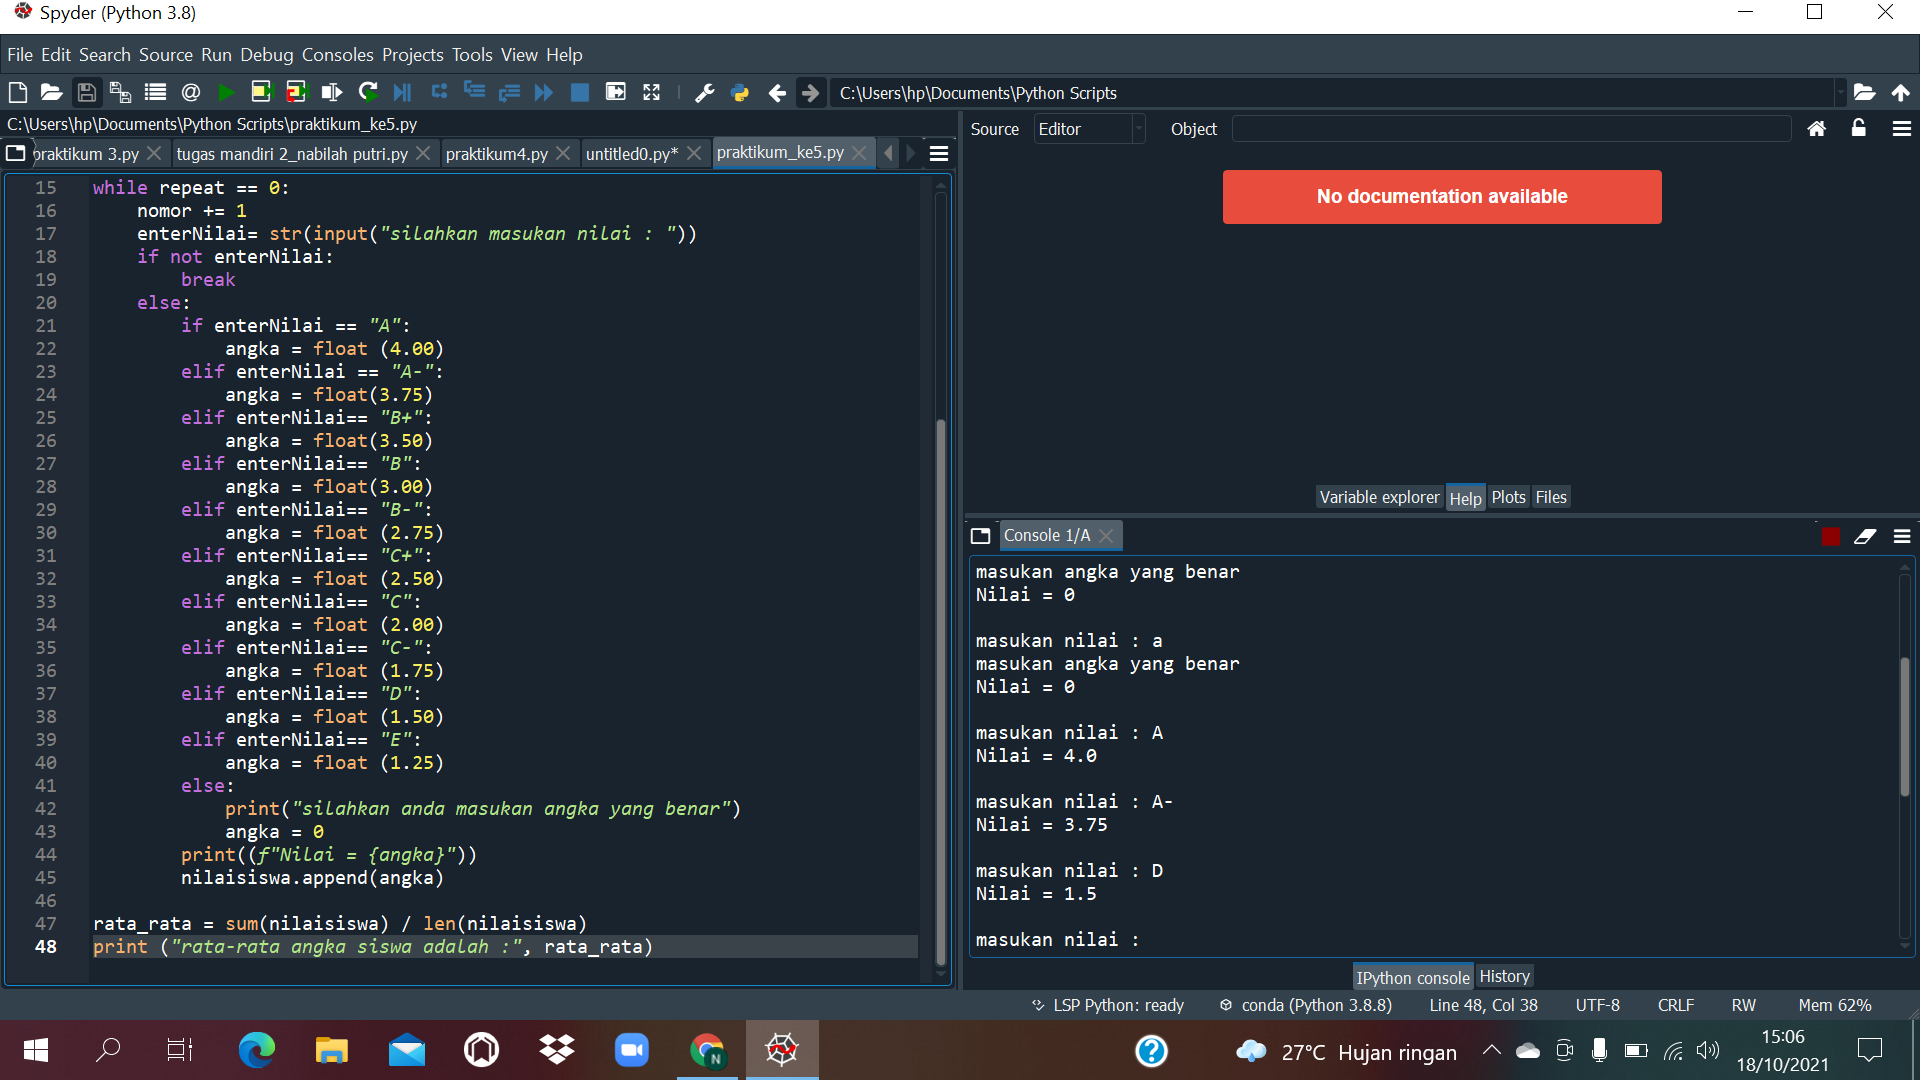 Spyder (Python 3.8)
File Edit Search Source Run Debug Consoles Projects Tools View Help
C:\Users\hp\Documents\Python Scripts
C:\Users\hp\Documents\Python Scripts\praktikum_ke5.py
praktikum 3.py tugas mandiri 2_nabilah putri.py praktikum4.py untitled0.py* praktikum_ke5.py
15 while repeat == 0:
16     nomor += 1
17     enterNilai= str(input("silahkan masukan nilai : "))
18     if not enterNilai:
19         break
20     else:
21         if enterNilai == "A":
22             angka = float (4.00)
23         elif enterNilai == "A-":
24             angka = float(3.75)
25         elif enterNilai== "B+":
26             angka = float(3.50)
27         elif enterNilai== "B":
28             angka = float(3.00)
29         elif enterNilai== "B-":
30             angka = float (2.75)
31         elif enterNilai== "C+":
32             angka = float (2.50)
33         elif enterNilai== "C":
34             angka = float (2.00)
35         elif enterNilai== "C-":
36             angka = float (1.75)
37         elif enterNilai== "D":
38             angka = float (1.50)
39         elif enterNilai== "E":
40             angka = float (1.25)
41         else:
42             print("silahkan anda masukan angka yang benar")
43             angka = 0
44         print((f"Nilai = {angka}"))
45         nilaisiswa.append(angka)
46
47 rata_rata = sum(nilaisiswa) / len(nilaisiswa)
48 print ("rata-rata angka siswa adalah :", rata_rata)
Source Editor Object
No documentation available
Variable explorer Help Plots Files
Console 1/A
masukan angka yang benar
Nilai = 0
masukan nilai : a
masukan angka yang benar
Nilai = 0
masukan nilai : A
Nilai = 4.0
masukan nilai : A-
Nilai = 3.75
masukan nilai : D
Nilai = 1.5
masukan nilai :
IPython console History
LSP Python: ready conda (Python 3.8.8) Line 48, Col 38 UTF-8 CRLF RW Mem 62%
N
27°C Hujan ringan
15:06
18/10/2021